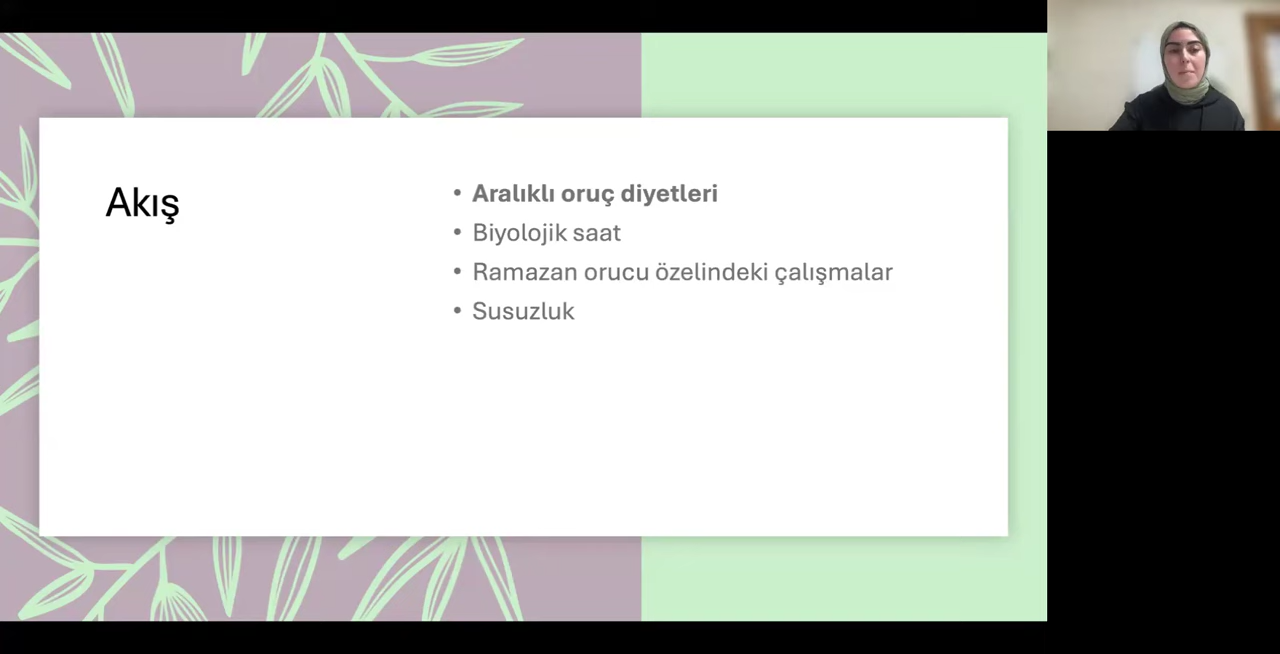 Akış
• Aralıklı oruç diyetleri
• Biyolojik saat
• Ramazan orucu özelindeki çalışmalar
• Susuzluk